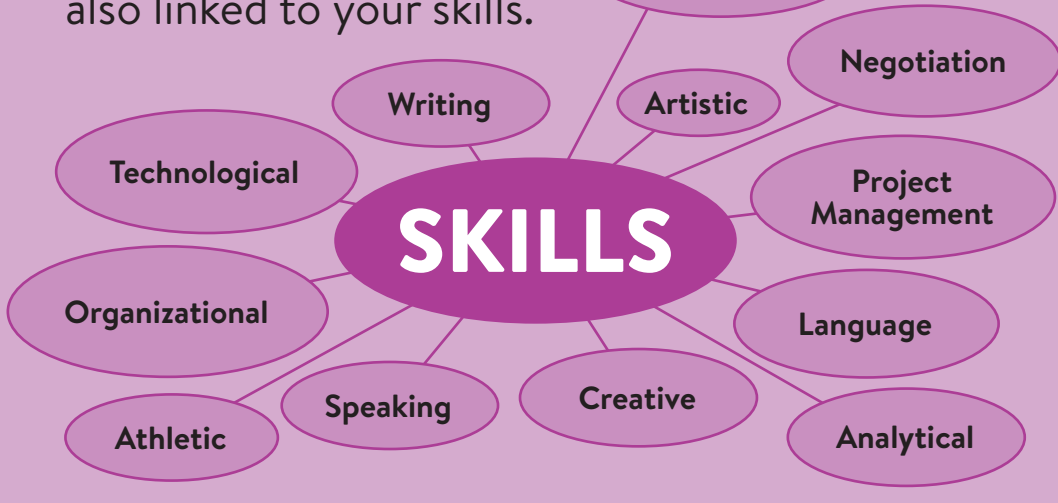 also linked to your skills.
Negotiation
Writing
Artistic
Technological
Project
Management
SKILLS
Organizational
Language
Speaking
Creative
Athletic
Analytical